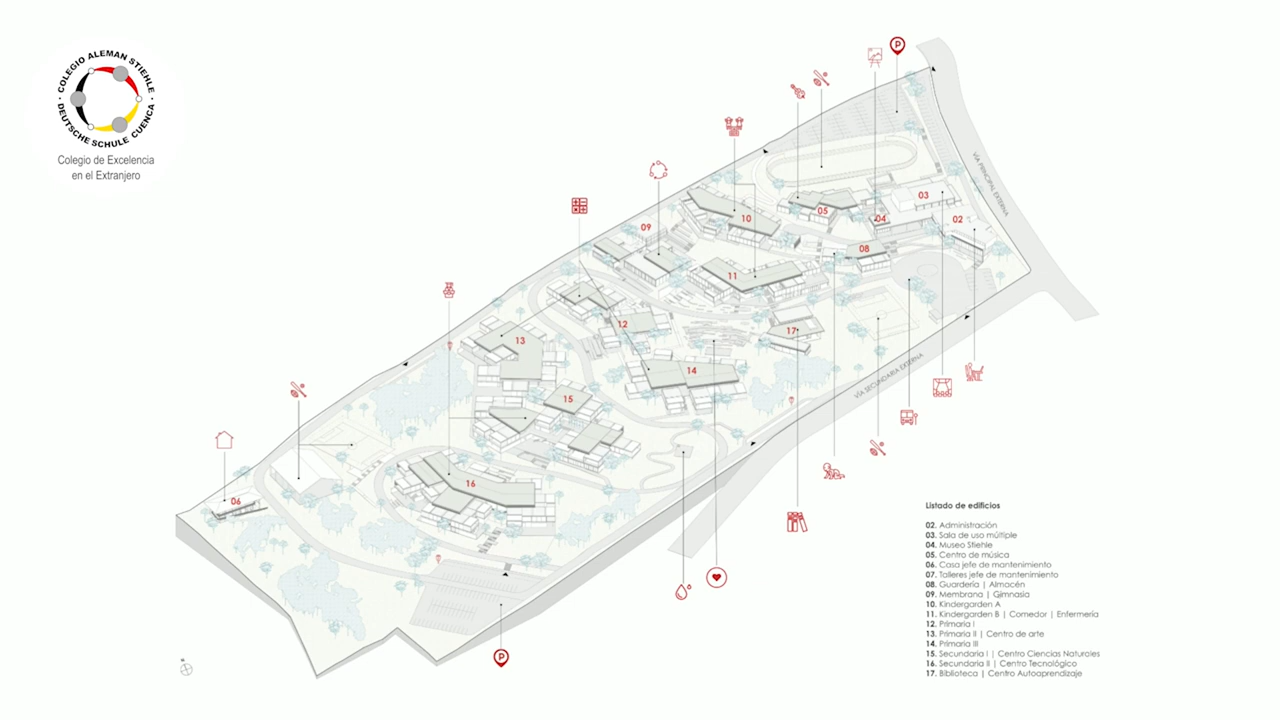 COLEGIO ALEMAN STIEHLE
DEUTSCHE SCHULE CUENCA
Colegio de Excelencia
en el Extranjero
P
VÍA PRINCIPAL EXTERNA
03
02
05
04
10
09
08
11
12
17
13
14
VÍA SECUNDARIA EXTERNA
15
16
06
P
Listado de edificios
02. Administración
03. Sala de uso múltiple
04. Museo Stiehle
05. Centro de música
06. Casa jefe de mantenimiento
07. Talleres jefe de mantenimiento
08. Guardería | Almacén
09. Membrana | Gimnasia
10. Kindergarden A
11. Kindergarden B | Comedor | Enfermería
12. Primaria I
13. Primaria II | Centro de arte
14. Primaria III
15. Secundaria I | Centro Ciencias Naturales
16. Secundaria II | Centro Tecnológico
17. Biblioteca | Centro Autoaprendizaje